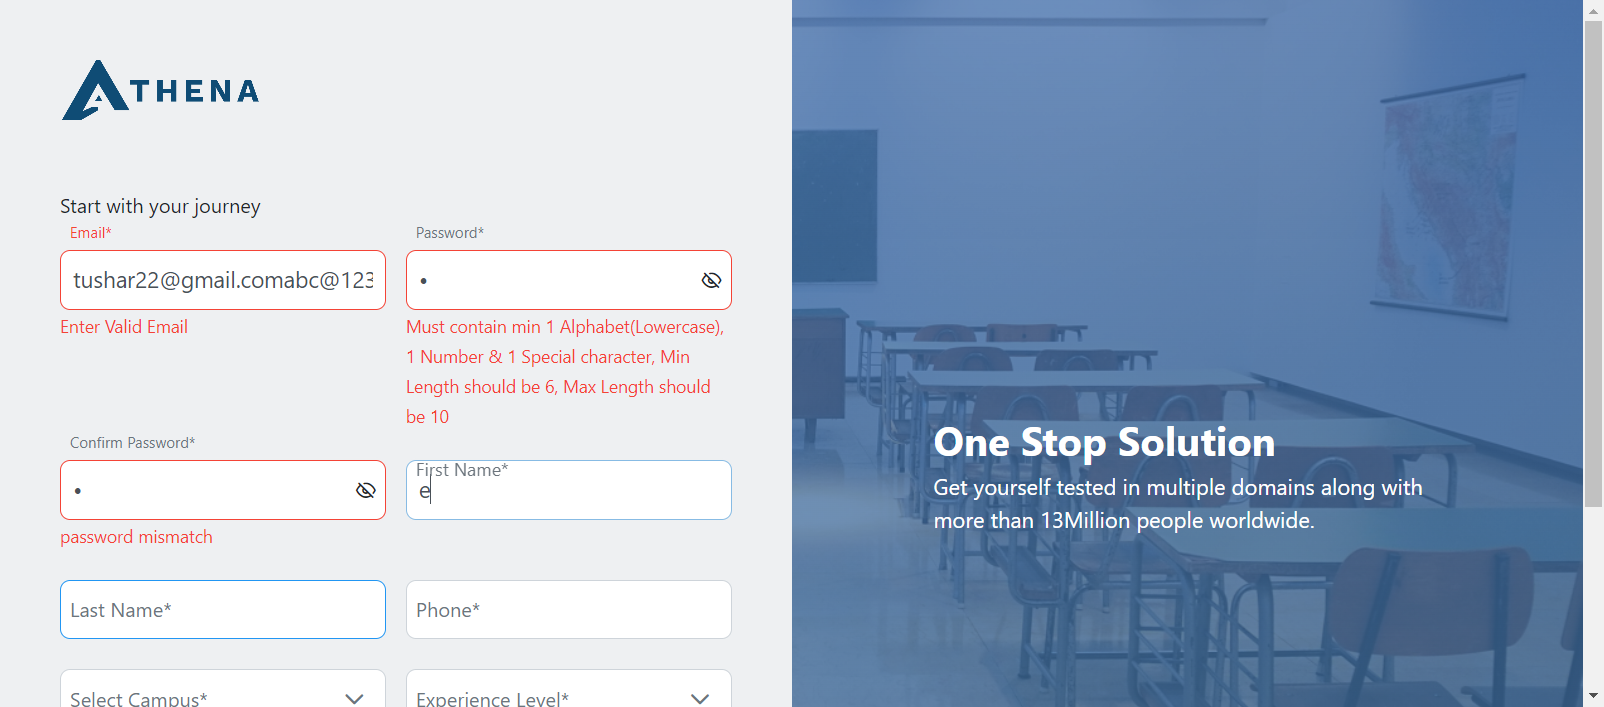 ATHENA
Start with your journey
Email*
Password*
tushar22@gmail.comabc@123
•
Enter Valid Email
Must contain min 1 Alphabet(Lowercase),
1 Number & 1 Special character, Min
Length should be 6, Max Length should
be 10
Confirm Password*
•
First Name*
e
password mismatch
Last Name*
Phone*
Select Campus*
Experience Level*
One Stop Solution
Get yourself tested in multiple domains along with
more than 13Million people worldwide.